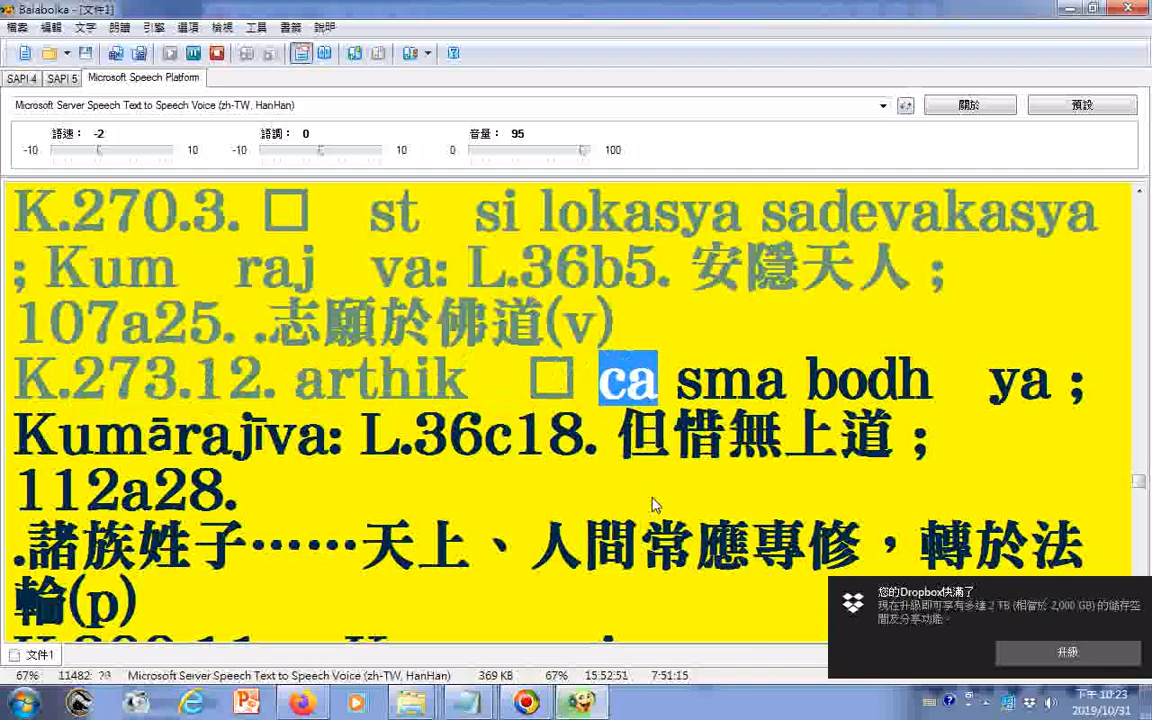 Balabolka - [文件1]
檔案 編輯 文字 朗讀 引擎 選項 檢視 工具 書籤 說明
SAPI 4 SAPI 5 Microsoft Speech Platform
Microsoft Server Speech Text to Speech Voice (zh-TW, HanHan) 關於 預設
語速： -2 語調： 0 音量： 95
-10 10 -10 10 0 100
K.270.3. □ st si lokasya sadevakasya
; Kum raj va: L.36b5. 安隱天人；
107a25. .志願於佛道(v)
K.273.12. arthik □ ca sma bodh ya；
Kumārajīva: L.36c18. 但惜無上道；
112a28.
.諸族姓子……天上、人間常應專修，轉於法
輪(p)
您的Dropbox快滿了
現在升級即可享有多達 2 TB (相當於 2,000 GB) 的儲存空
間及分享功能。
升級
文件1
67% Microsoft Server Speech Text to Speech Voice (zh-TW, HanHan) 369 KB 67% 15:52:51 7:51:15
下午 10:23
2019/10/31